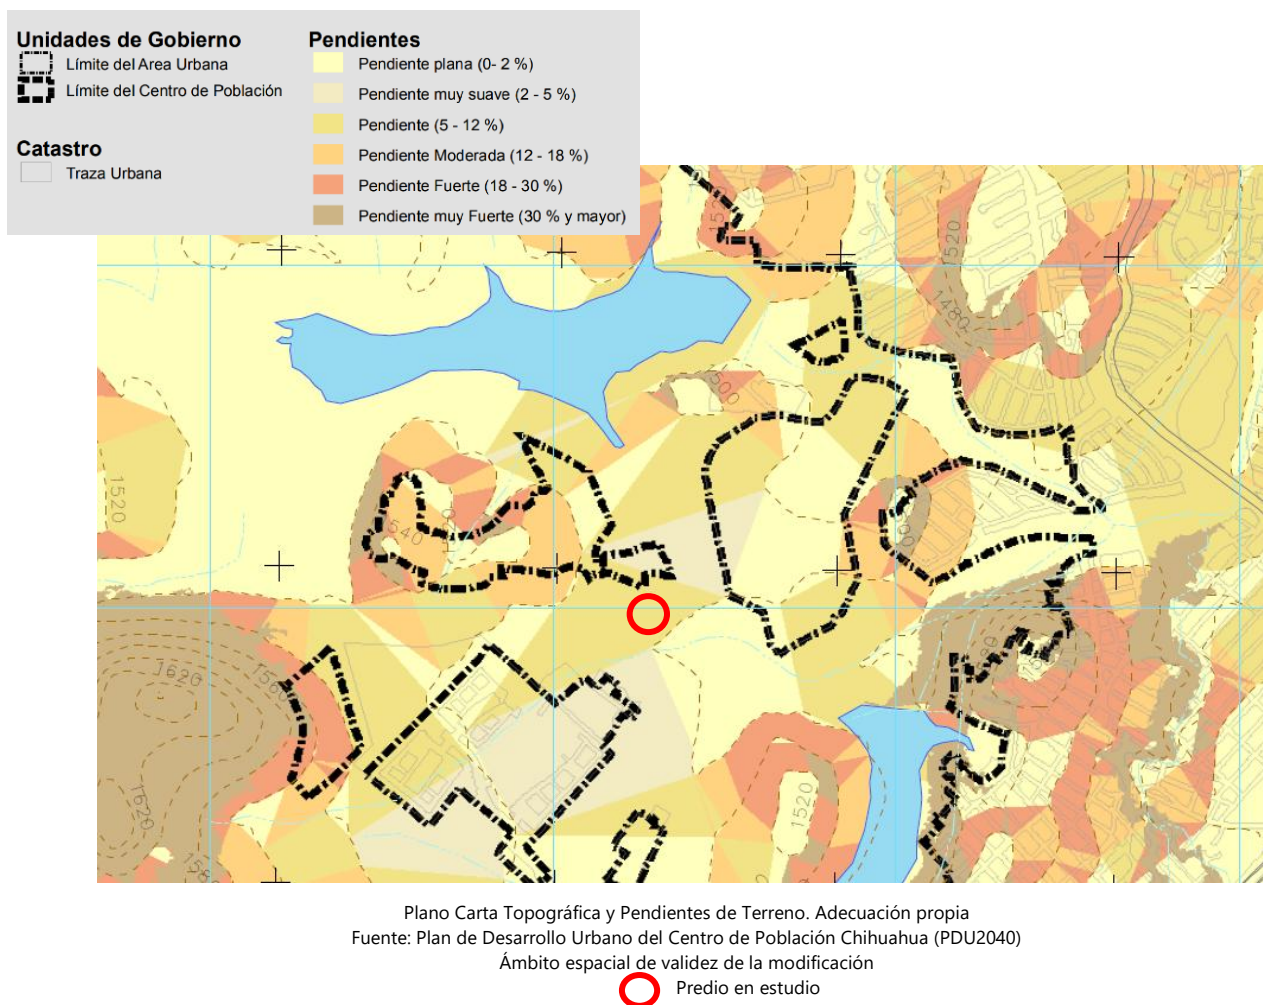 Unidades de Gobierno
Límite del Area Urbana
Límite del Centro de Población
Catastro
Traza Urbana
Pendientes
Pendiente plana (0- 2 %)
Pendiente muy suave (2 - 5 %)
Pendiente (5 - 12 %)
Pendiente Moderada (12 - 18 %)
Pendiente Fuerte (18 - 30 %)
Pendiente muy Fuerte (30 % y mayor)
1520
1480
1520
1540
1620
1620
1520
Plano Carta Topográfica y Pendientes de Terreno. Adecuación propia
Fuente: Plan de Desarrollo Urbano del Centro de Población Chihuahua (PDU2040)
Ámbito espacial de validez de la modificación
Predio en estudio